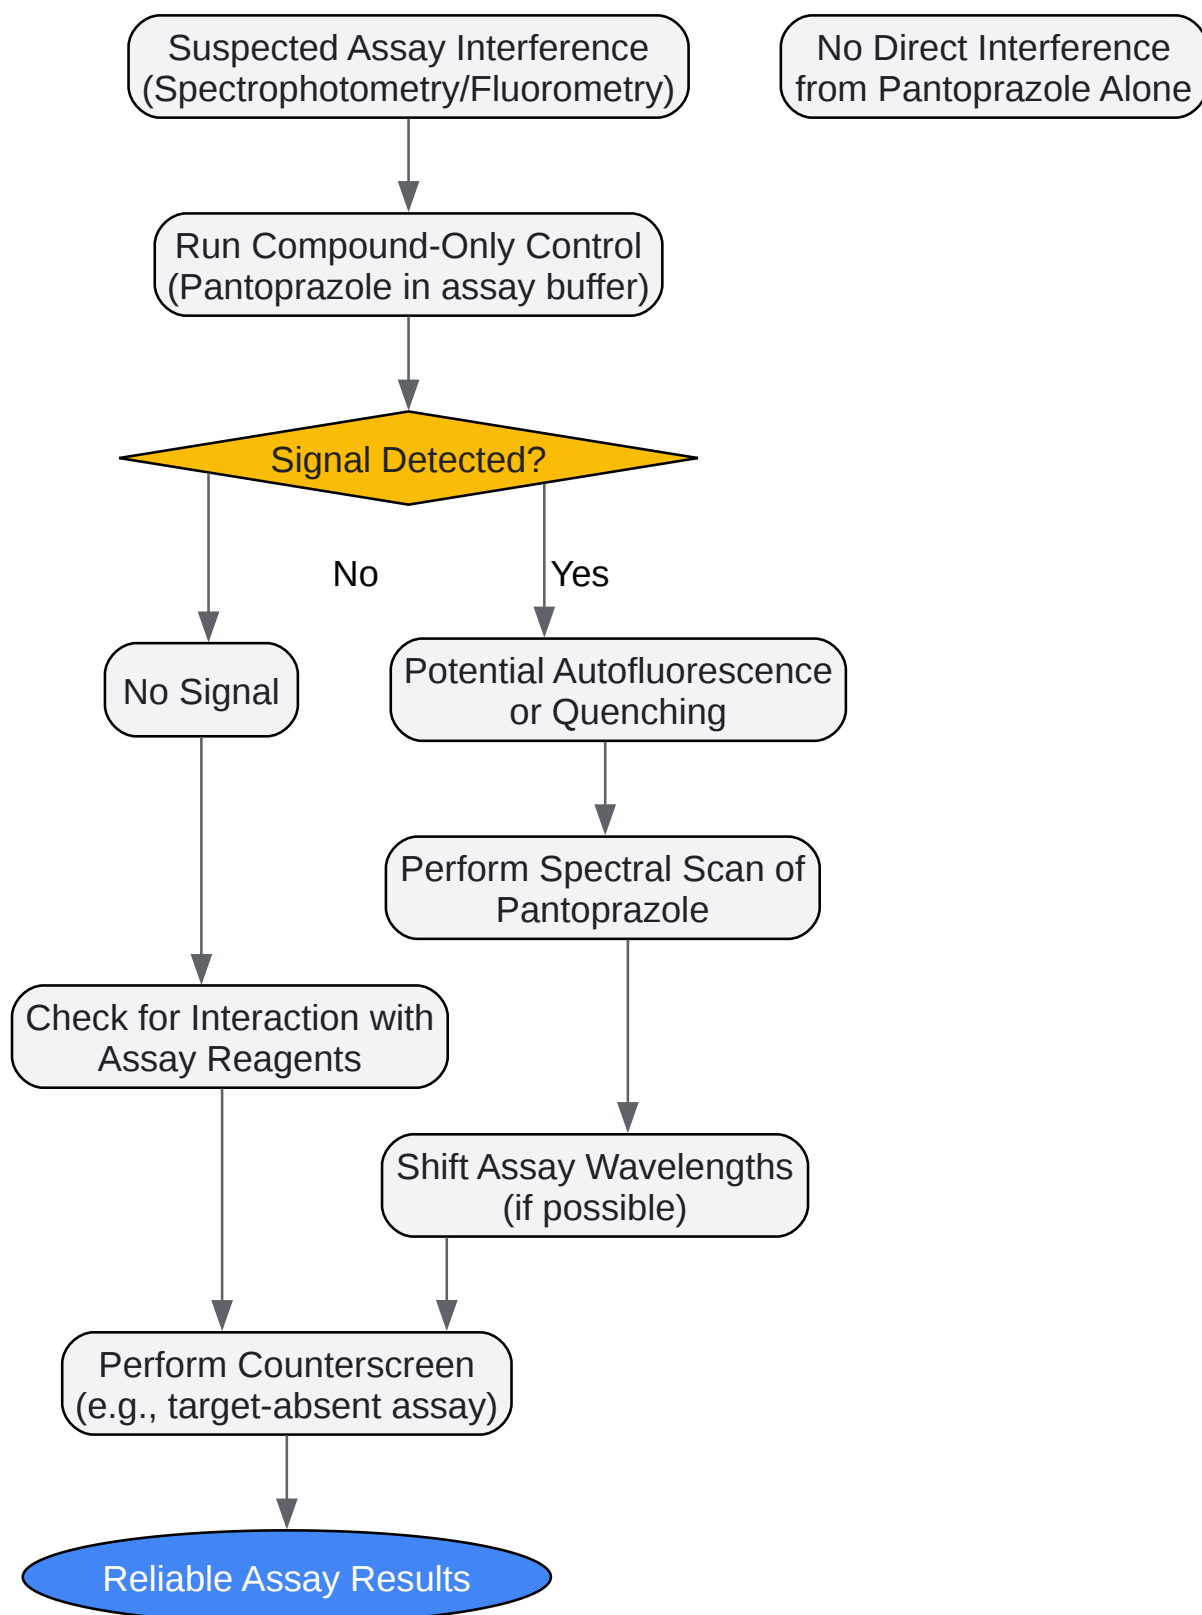 Suspected Assay Interference
(Spectrophotometry/Fluorometry)
No Direct Interference
from Pantoprazole Alone
Run Compound-Only Control
(Pantoprazole in assay buffer)
Signal Detected?
No
Yes
No Signal
Potential Autofluorescence
or Quenching
Perform Spectral Scan of
Pantoprazole
Check for Interaction with
Assay Reagents
Shift Assay Wavelengths
(if possible)
Perform Counterscreen
(e.g., target-absent assay)
Reliable Assay Results